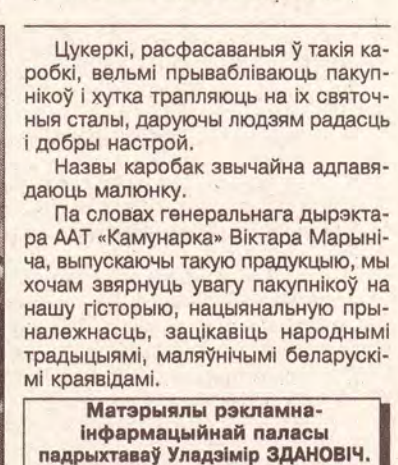 Цукеркі, расфасаваныя ў такія ка-
робкі, вельмі прывабліваюць пакуп-
нікоў і хутка трапляюць на іх святоч-
ныя сталы, даруючы людзям радасць
і добры настрой.
Назвы каробак звычайна адпавя-
даюць малюнку.
Па словах генеральнага дырэкта-
ра ААТ «Камунарка» Віктара Марыні-
ча, выпускаючы такую прадукцыю, мы
хочам звярнуць увагу пакупнікоў на
нашу гісторыю, нацыянальную пры-
належнасць, зацікавіць народнымі
традыцыямі, маляўнічымі беларускі-
мі краявідамі.
Матэрыялы рэкламна-
інфармацыйнай паласы
падрыхтаваў Уладзімір ЗДАНОВІЧ.